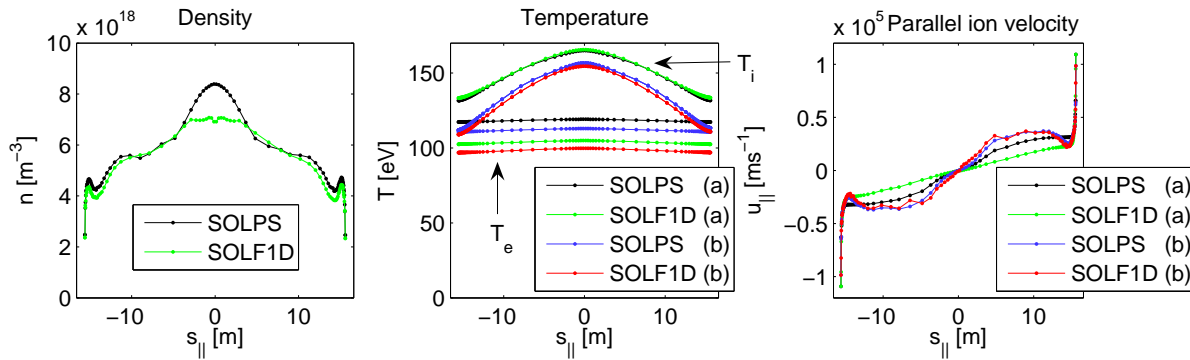 x 10^18
Density
n [m^-3]
10
8
6
4
2
0
SOLPS
SOLF1D
−10
0
10
s_|| [m]
Temperature
T [eV]
150
100
50
0
T_i
T_e
SOLPS (a)
SOLF1D (a)
SOLPS (b)
SOLF1D (b)
−10
0
10
s_|| [m]
x 10^5
Parallel ion velocity
u_|| [ms^-1]
1
0.5
0
−0.5
−1
SOLPS (a)
SOLF1D (a)
SOLPS (b)
SOLF1D (b)
−10
0
10
s_|| [m]